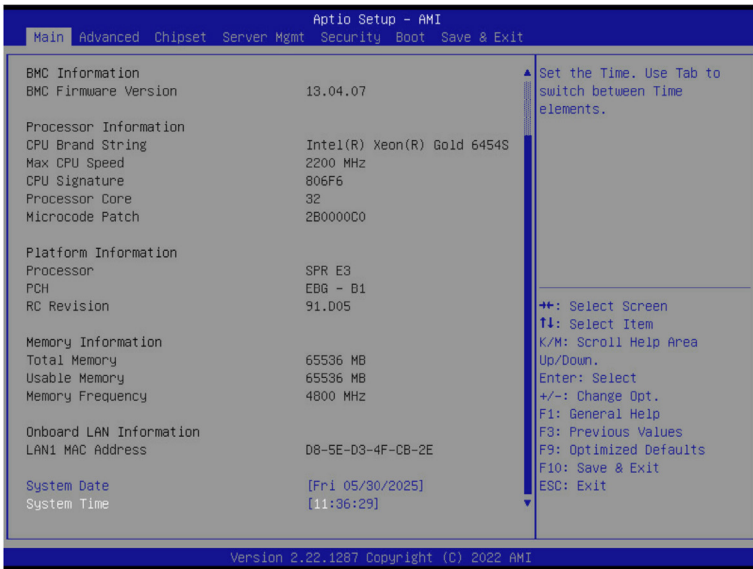 Aptio Setup – AMI
Main Advanced Chipset Server Mgmt Security Boot Save & Exit
BMC Information
BMC Firmware Version 13.04.07
Processor Information
CPU Brand String Intel(R) Xeon(R) Gold 6454S
Max CPU Speed 2200 MHz
CPU Signature 806F6
Processor Core 32
Microcode Patch 2B0000C0
Platform Information
Processor SPR E3
PCH EBG – B1
RC Revision 91.D05
Memory Information
Total Memory 65536 MB
Usable Memory 65536 MB
Memory Frequency 4800 MHz
Onboard LAN Information
LAN1 MAC Address D8-5E-D3-4F-CB-2E
System Date [Fri 05/30/2025]
System Time [11:36:29]
Set the Time. Use Tab to
switch between Time
elements.
→←: Select Screen
↑↓: Select Item
K/M: Scroll Help Area
Up/Down.
Enter: Select
+/-: Change Opt.
F1: General Help
F3: Previous Values
F9: Optimized Defaults
F10: Save & Exit
ESC: Exit
Version 2.22.1287 Copyright (C) 2022 AMI